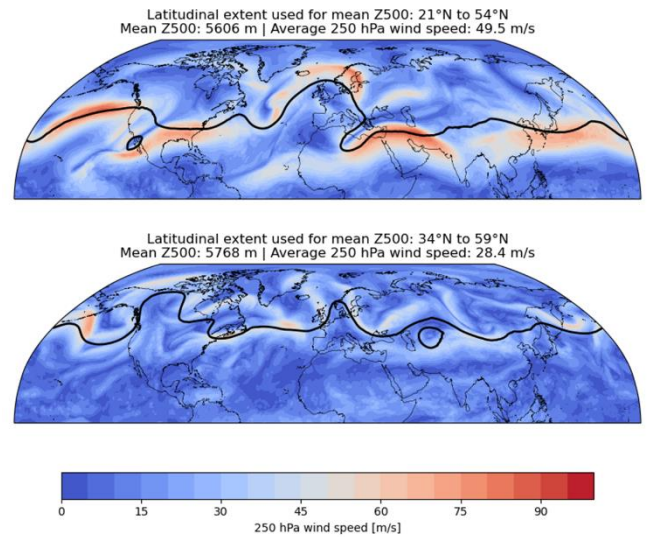 Latitudinal extent used for mean Z500: 21°N to 54°N
Mean Z500: 5606 m | Average 250 hPa wind speed: 49.5 m/s
Latitudinal extent used for mean Z500: 34°N to 59°N
Mean Z500: 5768 m | Average 250 hPa wind speed: 28.4 m/s
0 15 30 45 60 75 90
250 hPa wind speed [m/s]